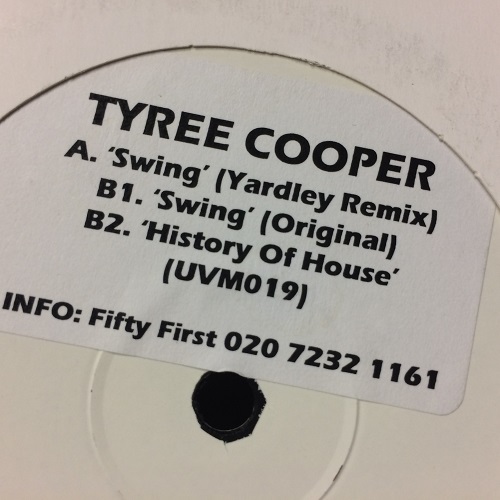 TYREE COOPER
A. 'Swing' (Yardley Remix)
B1. 'Swing' (Original)
B2. 'History Of House'
(UVM019)
INFO: Fifty First 020 7232 1161